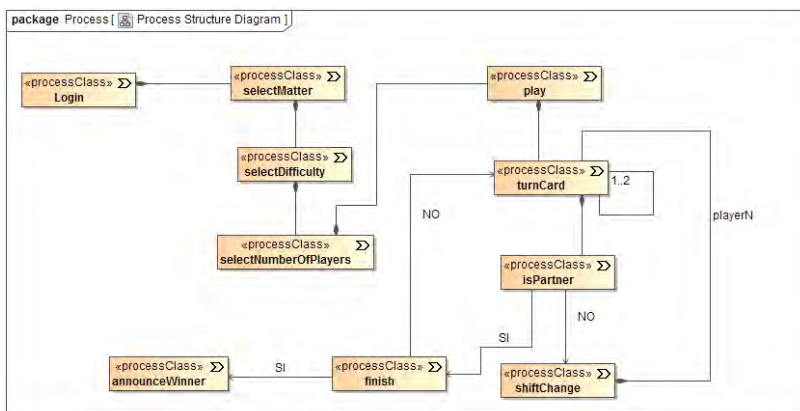 package Process [ Process Structure Diagram ]
«processClass»
Login
«processClass»
selectMatter
«processClass»
play
«processClass»
selectDifficulty
«processClass»
turnCard
1..2
NO
playerN
«processClass»
selectNumberOfPlayers
«processClass»
isPartner
NO
SI
«processClass»
announceWinner
SI
«processClass»
finish
«processClass»
shiftChange